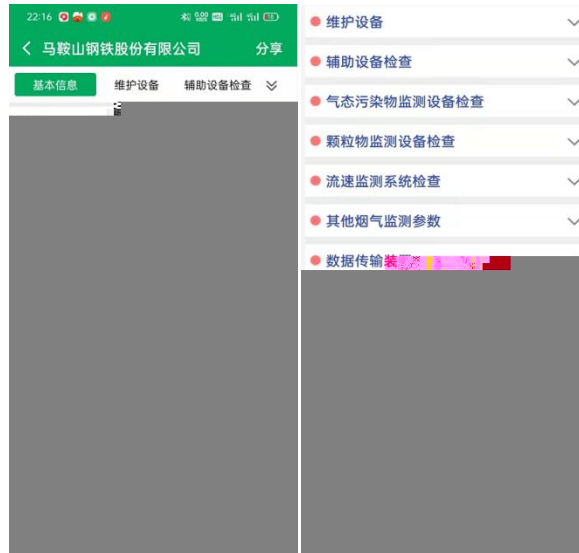 22:16
马鞍山钢铁股份有限公司 分享
基本信息 维护设备 辅助设备检查
维护设备
辅助设备检查
气态污染物监测设备检查
颗粒物监测设备检查
流速监测系统检查
其他烟气监测参数
数据传输装